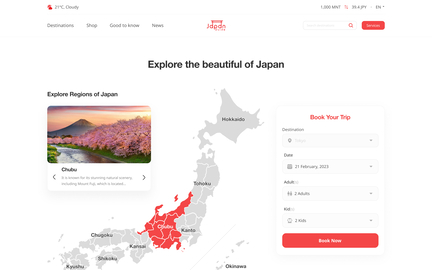 21°C, Cloudy
1,000 MNT
39.4 JPY
EN
Destinations
Shop
Good to know
News
Japan
Services
Explore the beautiful of Japan
Explore Regions of Japan
Chubu
It is known for its stunning natural scenery,
including Mount Fuji, which is located...
Hokkaido
Tohoku
Chubu
Kanto
Kansai
Chugoku
Shikoku
Kyushu
Okinawa
Book Your Trip
Destination
Date
21 February, 2023
Adult
2 Adults
Kid
2 Kids
Book Now